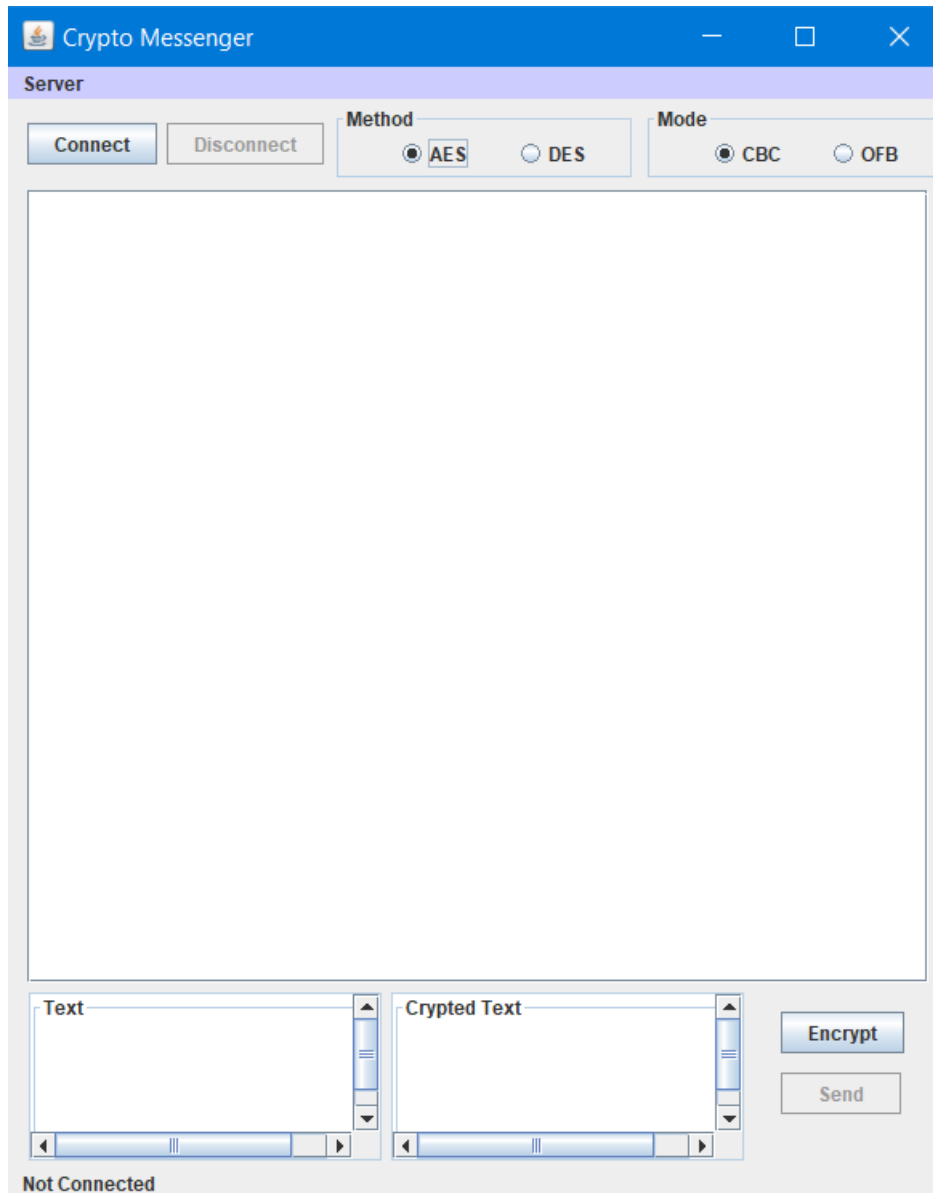 Crypto Messenger
Server
Connect Disconnect Method AES DES Mode CBC OFB
Text Crypted Text
Encrypt
Send
Not Connected